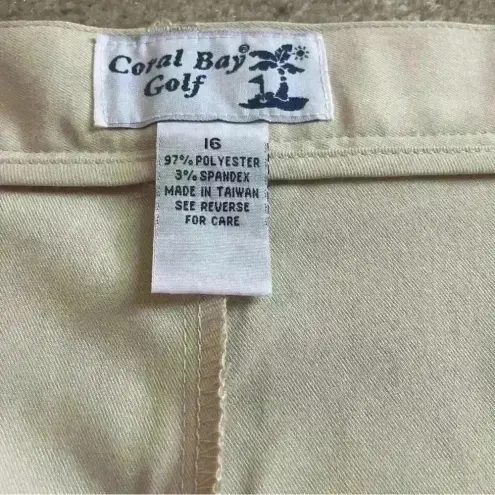 Coral Bay®
Golf
16
97% POLYESTER
3% SPANDEX
MADE IN TAIWAN
SEE REVERSE
FOR CARE